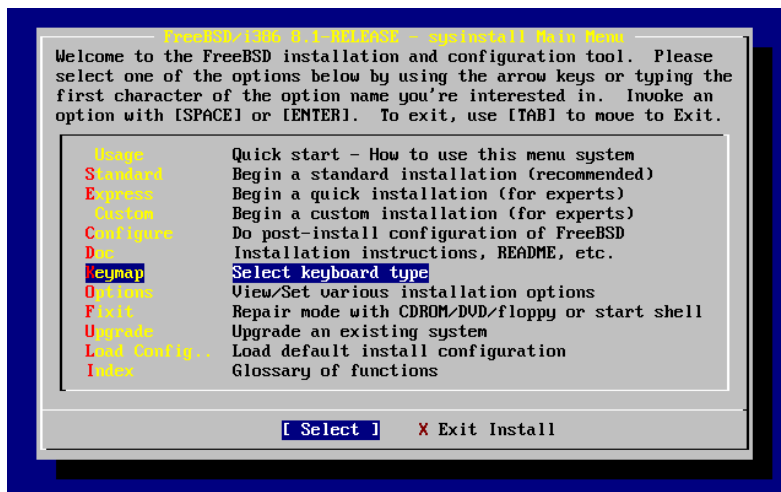 FreeBSD/i386 8.1-RELEASE - sysinstall Main Menu
Welcome to the FreeBSD installation and configuration tool.  Please
select one of the options below by using the arrow keys or typing the
first character of the option name you're interested in.  Invoke an
option with [SPACE] or [ENTER].  To exit, use [TAB] to move to Exit.
Usage Quick start - How to use this menu system
Standard Begin a standard installation (recommended)
Express Begin a quick installation (for experts)
Custom Begin a custom installation (for experts)
Configure Do post-install configuration of FreeBSD
Doc Installation instructions, README, etc.
Keymap Select keyboard type
Options View/Set various installation options
Fixit Repair mode with CDROM/DVD/floppy or start shell
Upgrade Upgrade an existing system
Load Config.. Load default install configuration
Index Glossary of functions
[ Select ] X Exit Install